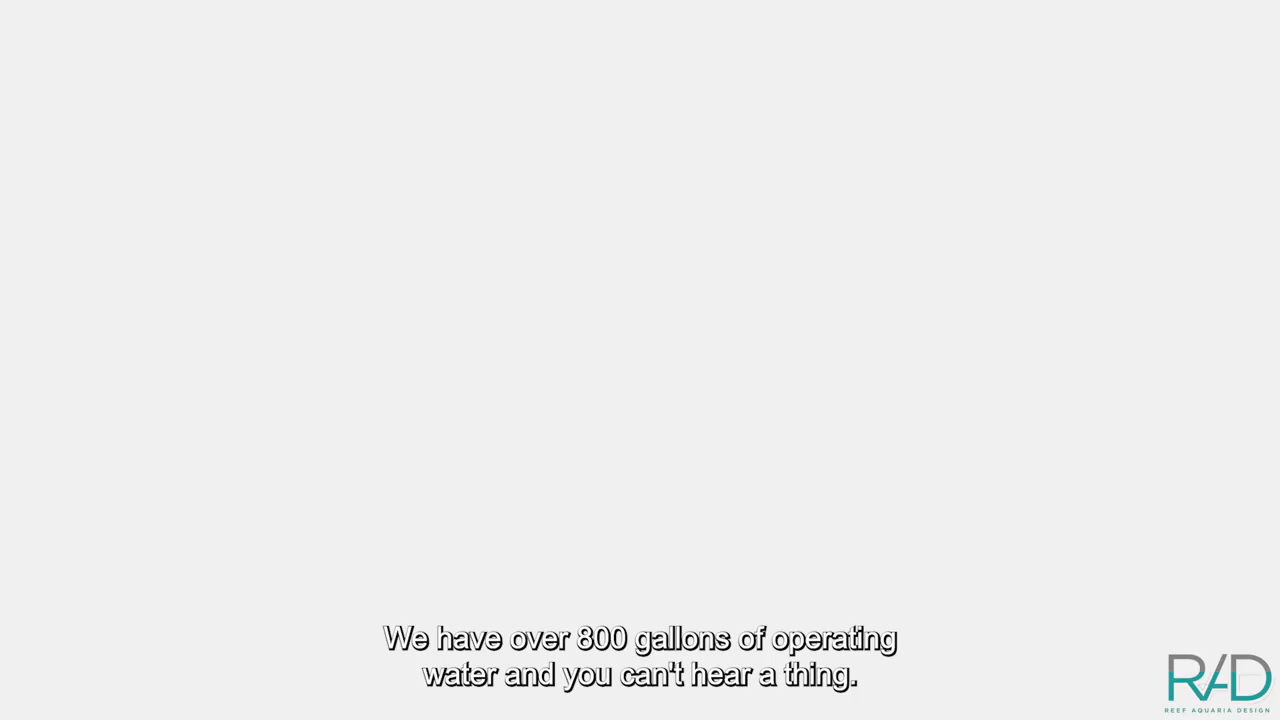 We have over 800 gallons of operating
water and you can't hear a thing.
RAD
REEF AQUARIA DESIGN